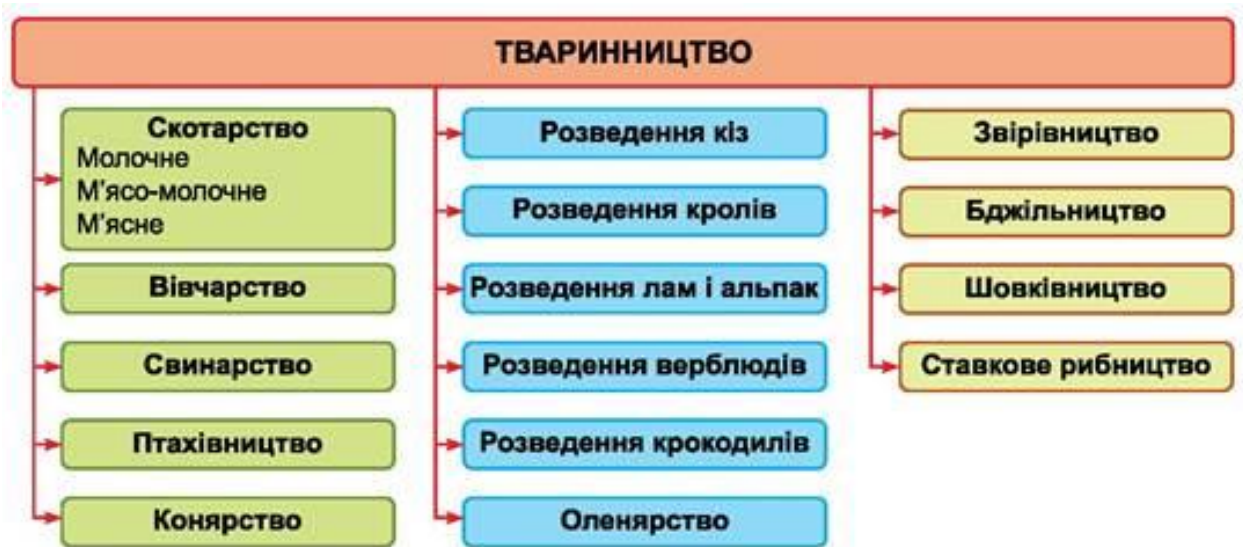 ТВАРИННИЦТВО
Скотарство
Молочне
М'ясо-молочне
М'ясне
Вівчарство
Свинарство
Птахівництво
Конярство
Розведення кіз
Розведення кролів
Розведення лам і альпак
Розведення верблюдів
Розведення крокодилів
Оленярство
Звірівництво
Бджільництво
Шовківництво
Ставкове рибництво